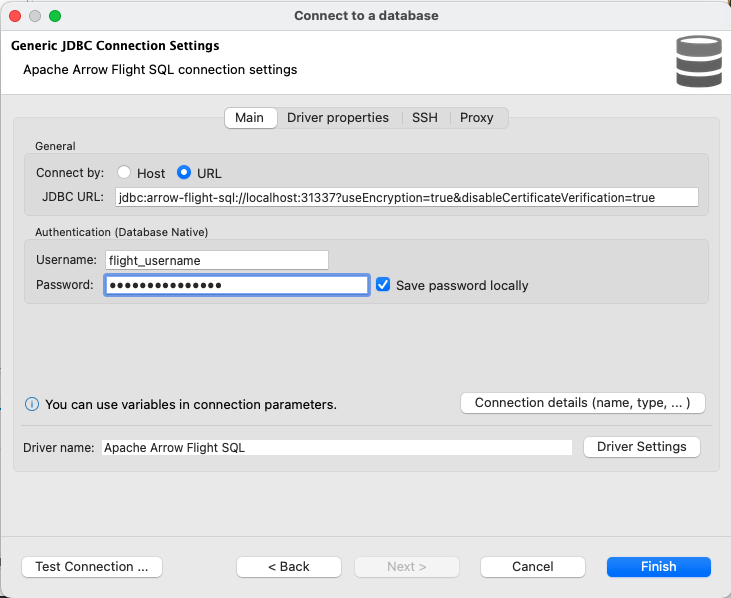 Connect to a database
Generic JDBC Connection Settings
Apache Arrow Flight SQL connection settings
Main Driver properties SSH Proxy
General
Connect by: Host URL
JDBC URL: jdbc:arrow-flight-sql://localhost:31337?useEncryption=true&disableCertificateVerification=true
Authentication (Database Native)
Username: flight_username
Password: ●●●●●●●●●●●●●●● Save password locally
You can use variables in connection parameters. Connection details (name, type, ... )
Driver name: Apache Arrow Flight SQL Driver Settings
Test Connection ... < Back Next > Cancel Finish